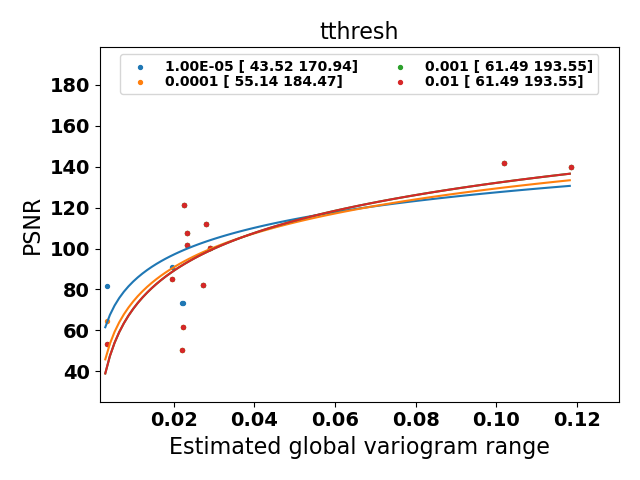 tthresh
1.00E-05 [ 43.52 170.94]
0.0001 [ 55.14 184.47]
0.001 [ 61.49 193.55]
0.01 [ 61.49 193.55]
180
160
140
120
100
80
60
40
PSNR
0.02 0.04 0.06 0.08 0.10 0.12
Estimated global variogram range